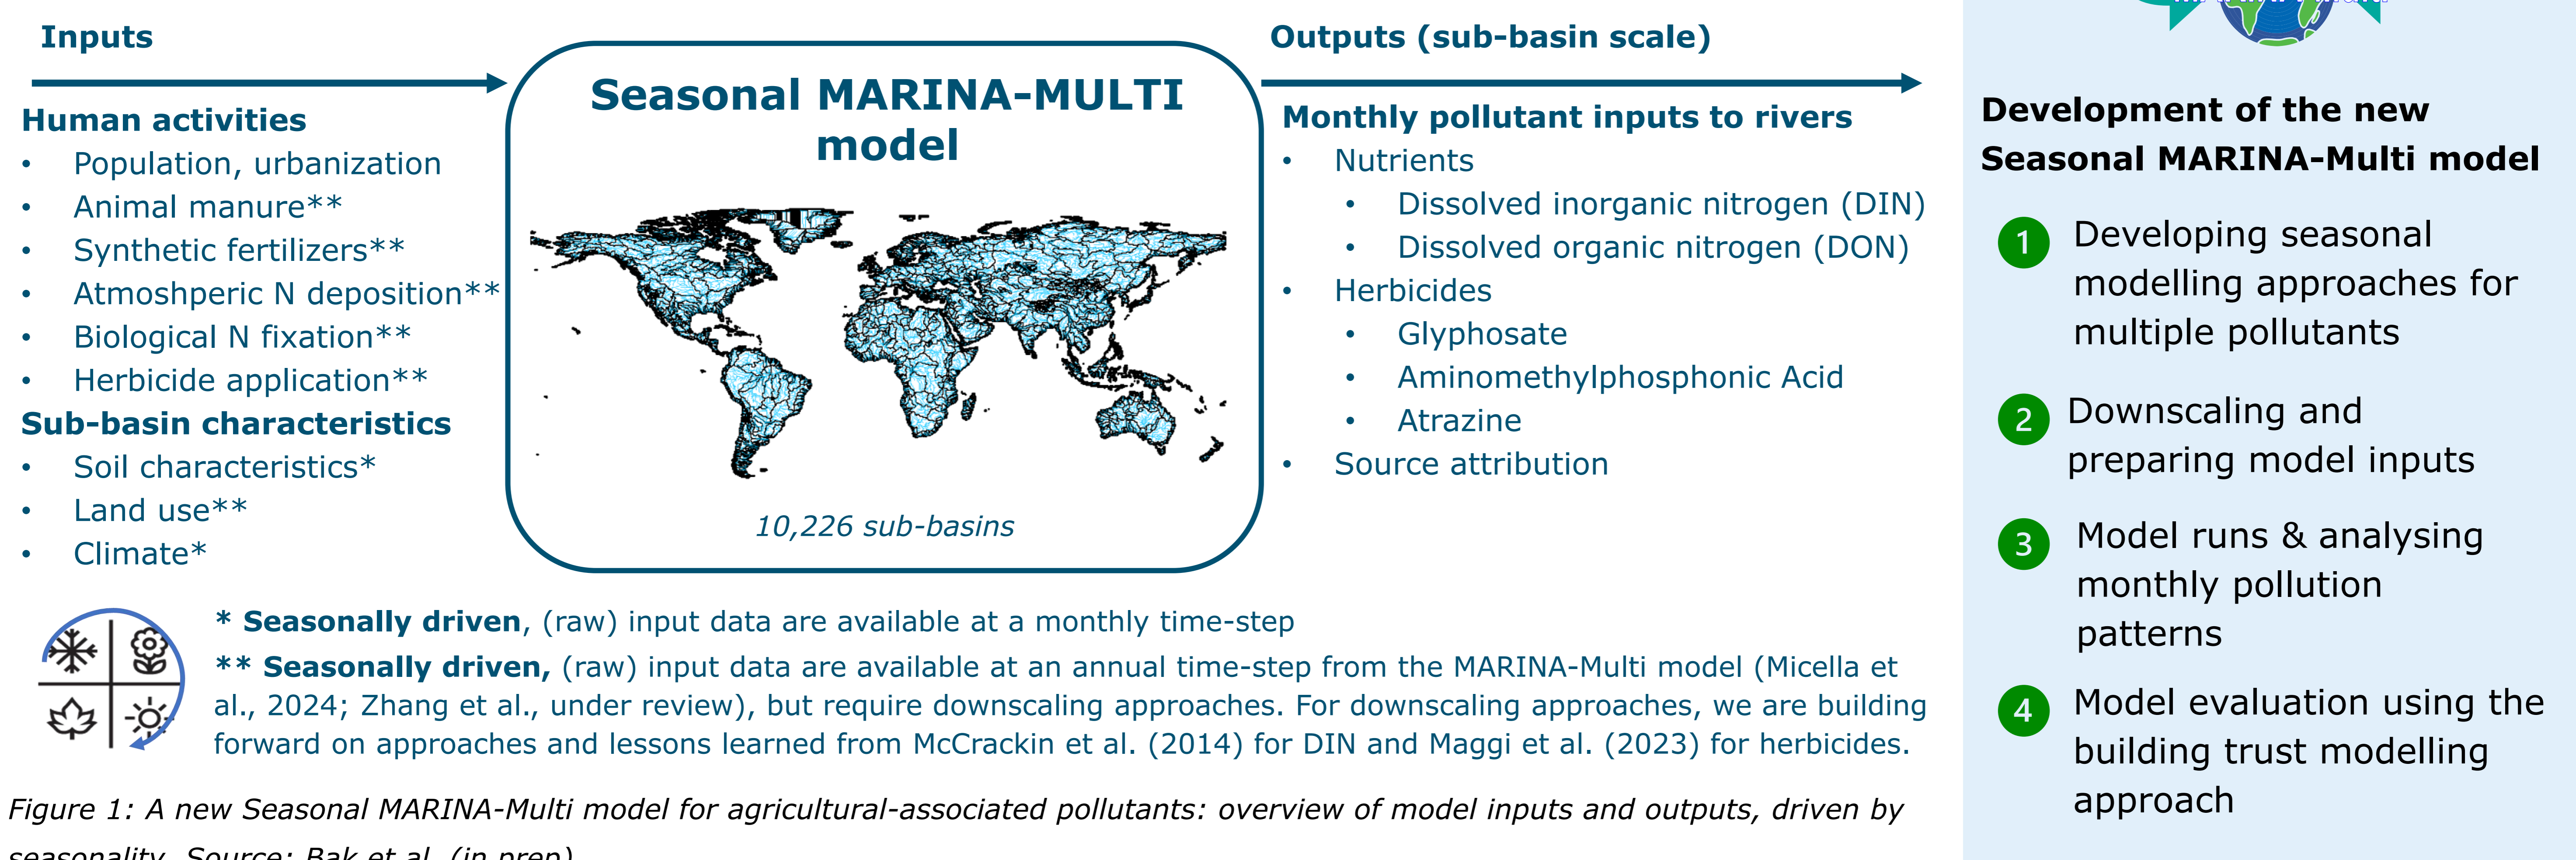 Inputs
Human activities
• Population, urbanization
• Animal manure**
• Synthetic fertilizers**
• Atmoshperic N deposition**
• Biological N fixation**
• Herbicide application**
Sub-basin characteristics
• Soil characteristics*
• Land use**
• Climate*
Seasonal MARINA-MULTI
model
10,226 sub-basins
Outputs (sub-basin scale)
Monthly pollutant inputs to rivers
• Nutrients
• Dissolved inorganic nitrogen (DIN)
• Dissolved organic nitrogen (DON)
• Herbicides
• Glyphosate
• Aminomethylphosphonic Acid
• Atrazine
• Source attribution
* Seasonally driven, (raw) input data are available at a monthly time-step
** Seasonally driven, (raw) input data are available at an annual time-step from the MARINA-Multi model (Micella et
al., 2024; Zhang et al., under review), but require downscaling approaches. For downscaling approaches, we are building
forward on approaches and lessons learned from McCrackin et al. (2014) for DIN and Maggi et al. (2023) for herbicides.
Figure 1: A new Seasonal MARINA-Multi model for agricultural-associated pollutants: overview of model inputs and outputs, driven by
seasonality. Source: Bak et al. (in prep)
Development of the new
Seasonal MARINA-Multi model
1 Developing seasonal
modelling approaches for
multiple pollutants
2 Downscaling and
preparing model inputs
3 Model runs & analysing
monthly pollution
patterns
4 Model evaluation using the
building trust modelling
approach